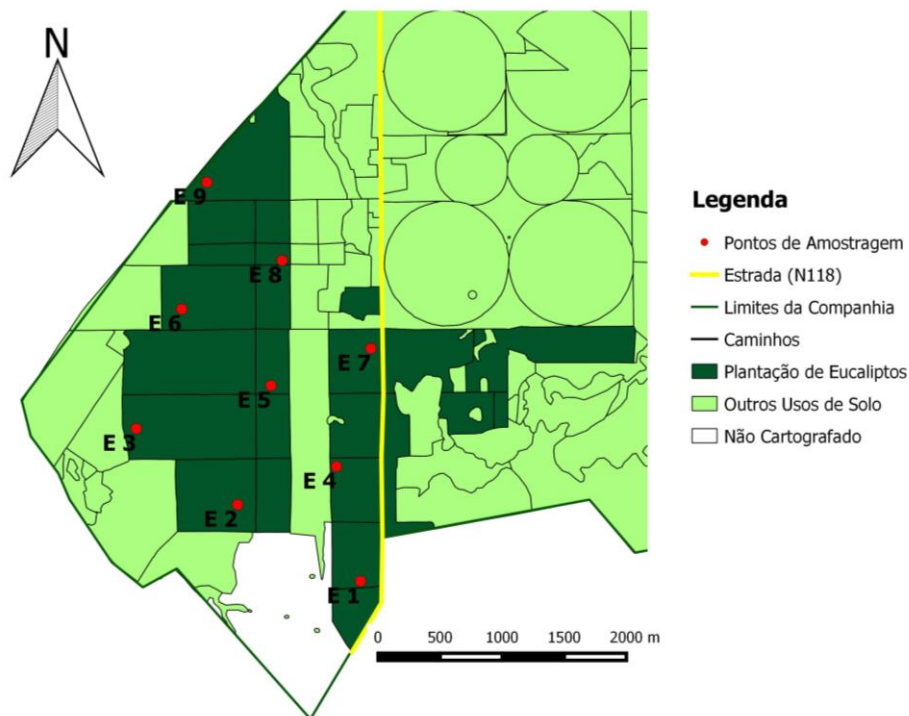 N
E 9
E 8
E 6
E 7
E 5
E 3
E 4
E 2
E 1
0 500 1000 1500 2000 m
Legenda
Pontos de Amostragem
Estrada (N118)
Limites da Companhia
Caminhos
Plantação de Eucaliptos
Outros Usos de Solo
Não Cartografado